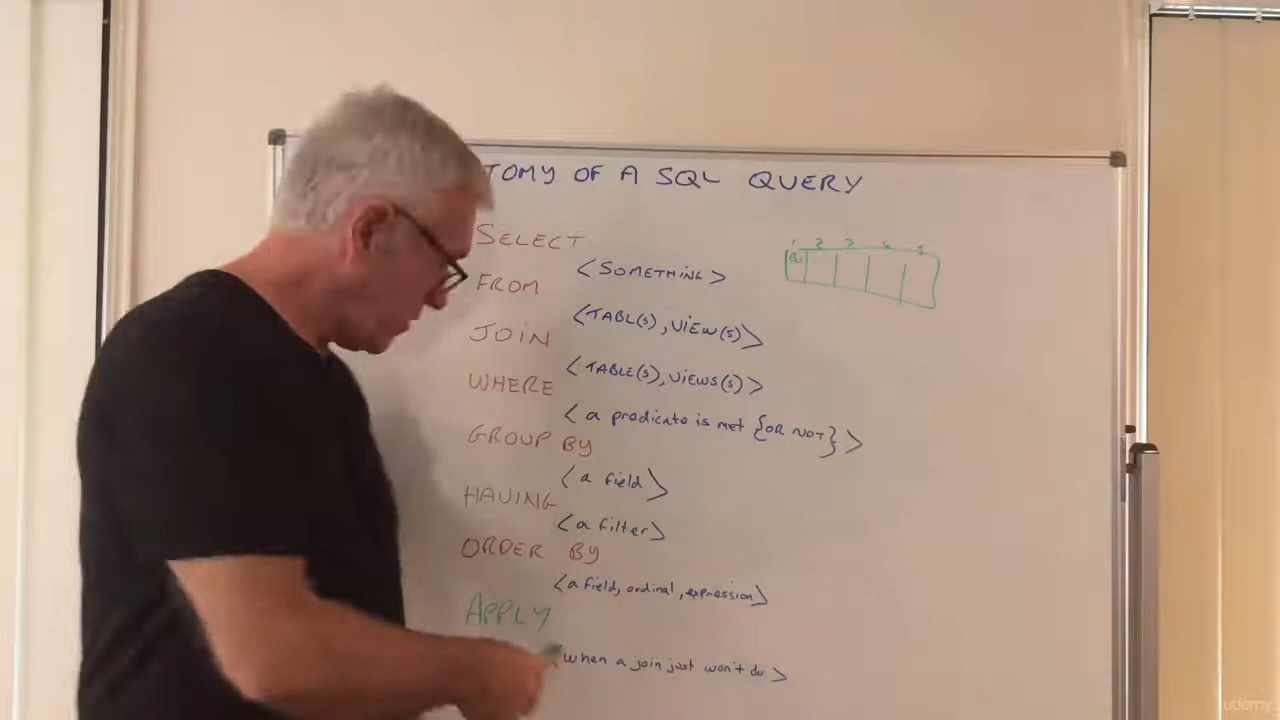 TOMY OF A SQL QUERY
SELECT
<SOMETHING>
FROM
<TABL(s), VIEW(s)>
JOIN
<TABLE(s), VIEWS(s)>
WHERE
<a predicate is met {OR NOT}>
GROUP BY
<a field>
HAVING
<a filter>
ORDER BY
<a field, ordinal, expression>
APPLY
when a join just won't do>
udemy